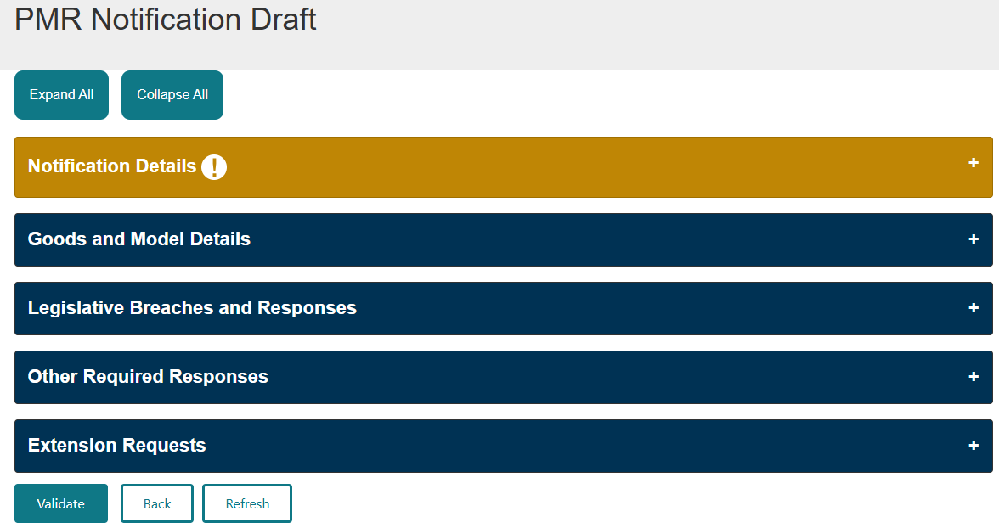 PMR Notification Draft
Expand All
Collapse All
Notification Details !
+
Goods and Model Details
+
Legislative Breaches and Responses
+
Other Required Responses
+
Extension Requests
+
Validate
Back
Refresh